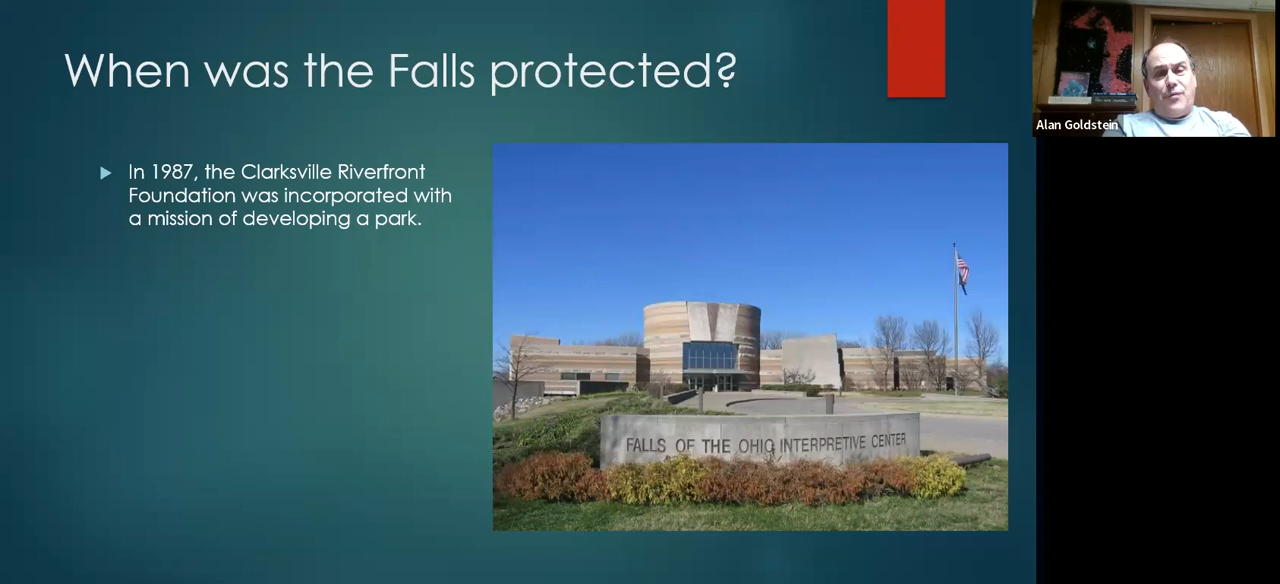 When was the Falls protected?
In 1987, the Clarksville Riverfront
Foundation was incorporated with
a mission of developing a park.
FALLS OF THE OHIO INTERPRETIVE CENTER
Alan Goldstein